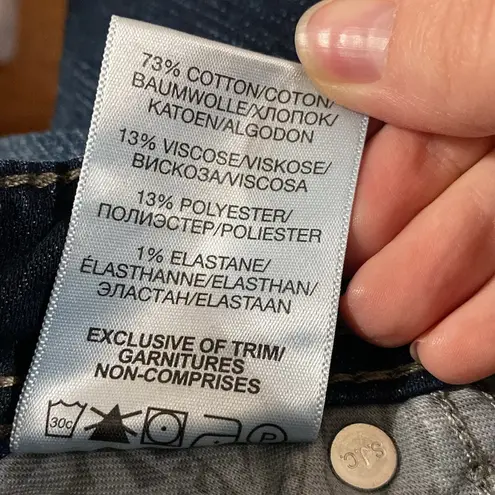 73% COTTON/COTON/
BAUMWOLLE/ХЛОПОК/
KATOEN/ALGODON
13% VISCOSE/VISKOSE/
ВИСКОЗА/VISCOSA
13% POLYESTER/
ПОЛИЭСТЕР/POLIESTER
1% ELASTANE/
ÉLASTHANNE/ELASTHAN/
ЭЛАСТАН/ELASTAAN
EXCLUSIVE OF TRIM/
GARNITURES
NON-COMPRISES
30C
P